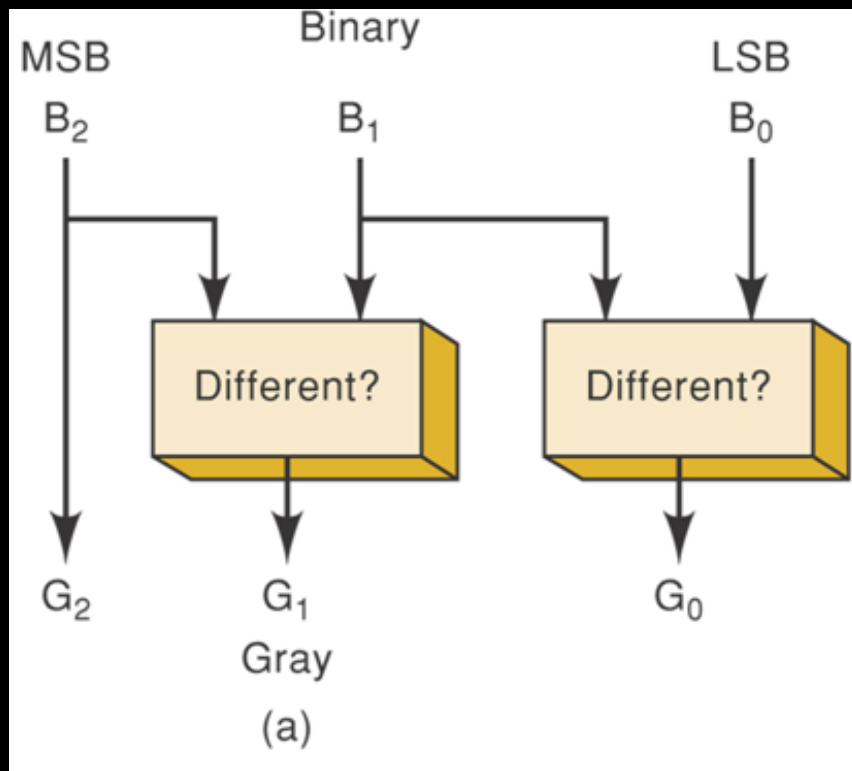 Binary
MSB LSB
B₂ B₁ B₀
Different? Different?
G₂ G₁ G₀
Gray
(a)